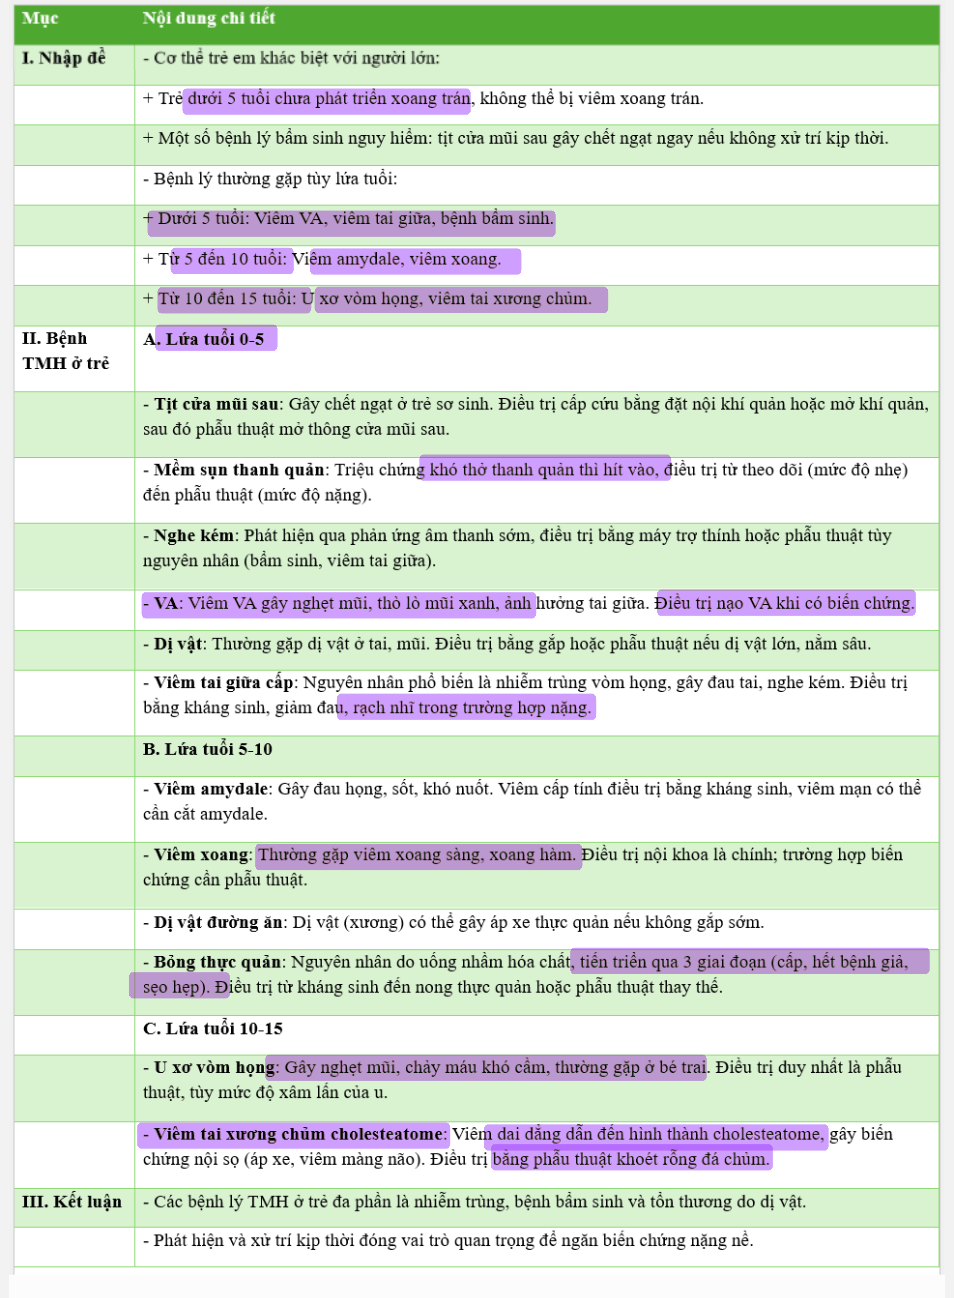 Mục Nội dung chi tiết
I. Nhập đề - Cơ thể trẻ em khác biệt với người lớn:
+ Trẻ dưới 5 tuổi chưa phát triển xoang trán, không thể bị viêm xoang trán.
+ Một số bệnh lý bẩm sinh nguy hiểm: tịt cửa mũi sau gây chết ngạt ngay nếu không xử trí kịp thời.
- Bệnh lý thường gặp tùy lứa tuổi:
+ Dưới 5 tuổi: Viêm VA, viêm tai giữa, bệnh bẩm sinh.
+ Từ 5 đến 10 tuổi: Viêm amydale, viêm xoang.
+ Từ 10 đến 15 tuổi: U xơ vòm họng, viêm tai xương chũm.
II. Bệnh
TMH ở trẻ
A. Lứa tuổi 0-5
- Tịt cửa mũi sau: Gây chết ngạt ở trẻ sơ sinh. Điều trị cấp cứu bằng đặt nội khí quản hoặc mở khí quản,
sau đó phẫu thuật mở thông cửa mũi sau.
- Mềm sụn thanh quản: Triệu chứng khó thở thanh quản thì hít vào, điều trị từ theo dõi (mức độ nhẹ)
đến phẫu thuật (mức độ nặng).
- Nghe kém: Phát hiện qua phản ứng âm thanh sớm, điều trị bằng máy trợ thính hoặc phẫu thuật tùy
nguyên nhân (bẩm sinh, viêm tai giữa).
- VA: Viêm VA gây nghẹt mũi, thò lò mũi xanh, ảnh hưởng tai giữa. Điều trị nạo VA khi có biến chứng.
- Dị vật: Thường gặp dị vật ở tai, mũi. Điều trị bằng gắp hoặc phẫu thuật nếu dị vật lớn, nằm sâu.
- Viêm tai giữa cấp: Nguyên nhân phổ biến là nhiễm trùng vòm họng, gây đau tai, nghe kém. Điều trị
bằng kháng sinh, giảm đau, rạch nhĩ trong trường hợp nặng.
B. Lứa tuổi 5-10
- Viêm amydale: Gây đau họng, sốt, khó nuốt. Viêm cấp tính điều trị bằng kháng sinh, viêm mạn có thể
cần cắt amydale.
- Viêm xoang: Thường gặp viêm xoang sàng, xoang hàm. Điều trị nội khoa là chính; trường hợp biến
chứng cần phẫu thuật.
- Dị vật đường ăn: Dị vật (xương) có thể gây áp xe thực quản nếu không gắp sớm.
- Bỏng thực quản: Nguyên nhân do uống nhầm hóa chất, tiến triển qua 3 giai đoạn (cấp, hết bệnh giả,
sẹo hẹp). Điều trị từ kháng sinh đến nong thực quản hoặc phẫu thuật thay thế.
C. Lứa tuổi 10-15
- U xơ vòm họng: Gây nghẹt mũi, chảy máu khó cầm, thường gặp ở bé trai. Điều trị duy nhất là phẫu
thuật, tùy mức độ xâm lấn của u.
- Viêm tai xương chũm cholesteatome: Viêm dai dẳng dẫn đến hình thành cholesteatome, gây biến
chứng nội sọ (áp xe, viêm màng não). Điều trị bằng phẫu thuật khoét rỗng đá chũm.
III. Kết luận - Các bệnh lý TMH ở trẻ đa phần là nhiễm trùng, bệnh bẩm sinh và tổn thương do dị vật.
- Phát hiện và xử trí kịp thời đóng vai trò quan trọng để ngăn biến chứng nặng nề.